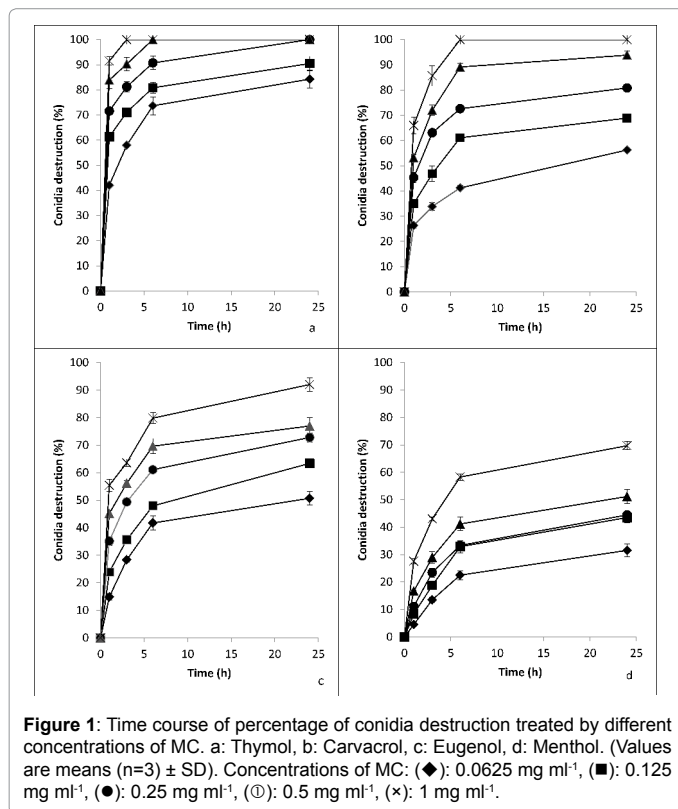 100
90
80
70
60
50
40
30
20
10
0
Conidia destruction (%)
0 5 10 15 20 25
Time (h)
a
100
90
80
70
60
50
40
30
20
10
0
Conidia destruction (%)
0 5 10 15 20 25
Time (h)
100
90
80
70
60
50
40
30
20
10
0
Conidia destruction (%)
0 5 10 15 20 25
Time (h)
c
100
90
80
70
60
50
40
30
20
10
0
Conidia destruction (%)
0 5 10 15 20 25
Time (h)
d
Figure 1: Time course of percentage of conidia destruction treated by different
concentrations of MC. a: Thymol, b: Carvacrol, c: Eugenol, d: Menthol. (Values
are means (n=3) ± SD). Concentrations of MC: (◆): 0.0625 mg ml-1, (■): 0.125
mg ml-1, (●): 0.25 mg ml-1, (①): 0.5 mg ml-1, (×): 1 mg ml-1.